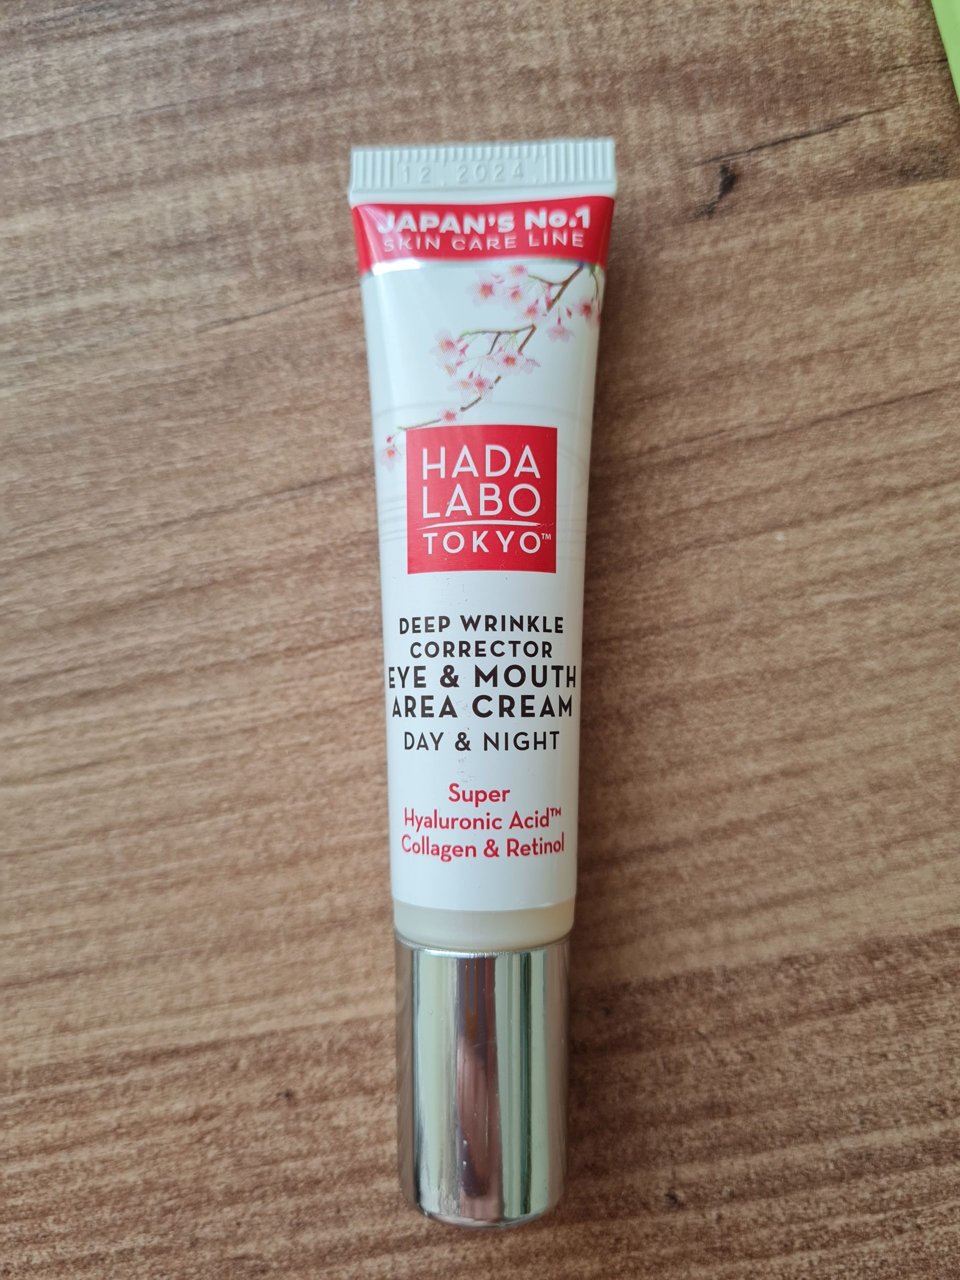 12.2024
JAPAN's No.1
SKIN CARE LINE
HADA
LABO
TOKYO™
DEEP WRINKLE
CORRECTOR
EYE & MOUTH
AREA CREAM
DAY & NIGHT
Super
Hyaluronic Acid™
Collagen & Retinol